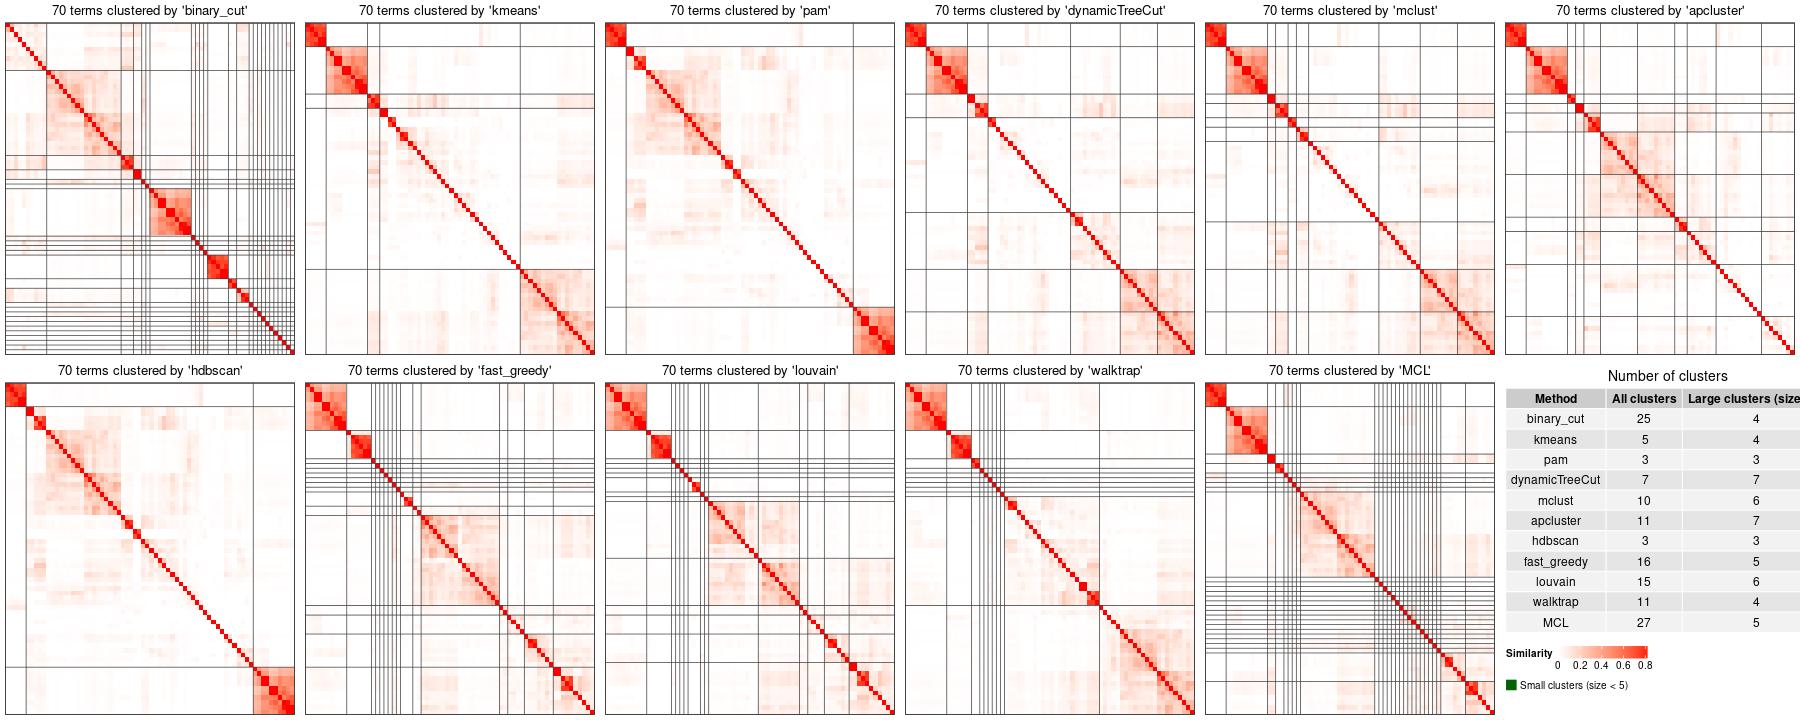 70 terms clustered by 'binary_cut'
70 terms clustered by 'kmeans'
70 terms clustered by 'pam'
70 terms clustered by 'dynamicTreeCut'
70 terms clustered by 'mclust'
70 terms clustered by 'apcluster'
70 terms clustered by 'hdbscan'
70 terms clustered by 'fast_greedy'
70 terms clustered by 'louvain'
70 terms clustered by 'walktrap'
70 terms clustered by 'MCL'
Number of clusters
Method All clusters Large clusters (size
binary_cut 25 4
kmeans 5 4
pam 3 3
dynamicTreeCut 7 7
mclust 10 6
apcluster 11 7
hdbscan 3 3
fast_greedy 16 5
louvain 15 6
walktrap 11 4
MCL 27 5
Similarity
0 0.2 0.4 0.6 0.8
Small clusters (size < 5)